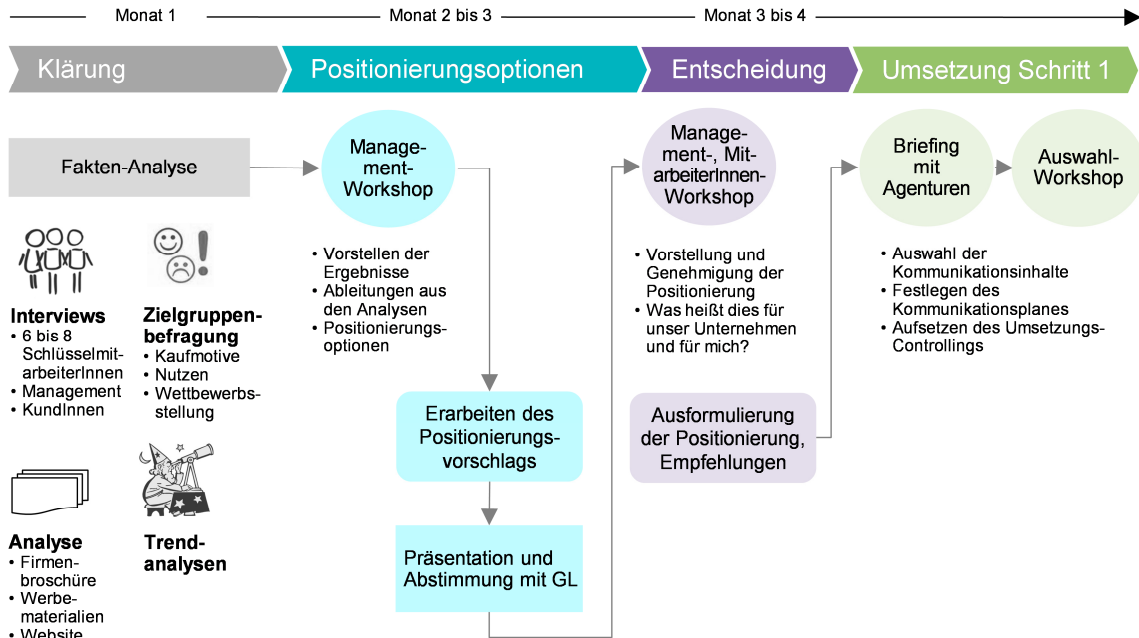 Monat 1
Monat 2 bis 3
Monat 3 bis 4
Klärung
Positionierungsoptionen
Entscheidung
Umsetzung Schritt 1
Fakten-Analyse
Interviews
• 6 bis 8
Schlüsselmit-
arbeiterInnen
• Management
• KundInnen
Zielgruppen-
befragung
• Kaufmotive
• Nutzen
• Wettbewerbs-
stellung
Analyse
• Firmen-
broschüre
• Werbe-
materialien
• Website
Trend-
analysen
Manage-
ment-
Workshop
• Vorstellen der
Ergebnisse
• Ableitungen aus
den Analysen
• Positionierungs-
optionen
Erarbeiten des
Positionierungs-
vorschlags
Präsentation und
Abstimmung mit GL
Manage-
ment-, Mit-
arbeiterInnen-
Workshop
• Vorstellung und
Genehmigung der
Positionierung
• Was heißt dies für
unser Unternehmen
und für mich?
Ausformulierung
der Positionierung,
Empfehlungen
Briefing
mit
Agenturen
Auswahl-
Workshop
• Auswahl der
Kommunikationsinhalte
• Festlegen des
Kommunikationsplanes
• Aufsetzen des Umsetzungs-
Controllings